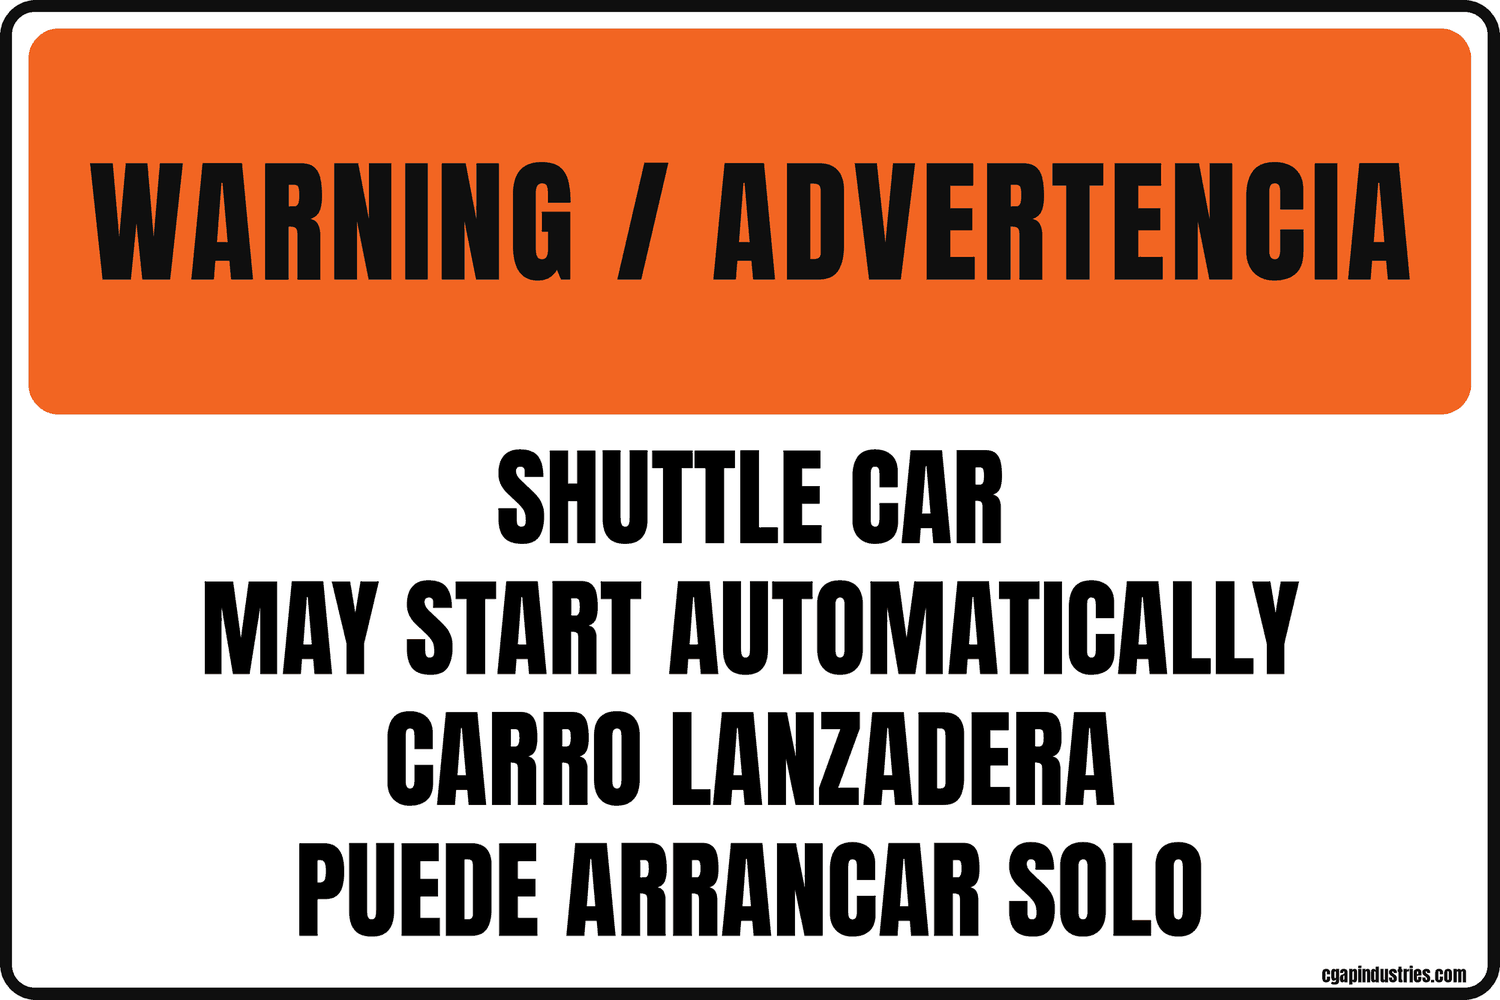 WARNING / ADVERTENCIA
SHUTTLE CAR
MAY START AUTOMATICALLY
CARRO LANZADERA
PUEDE ARRANCAR SOLO
cgapindustries.com